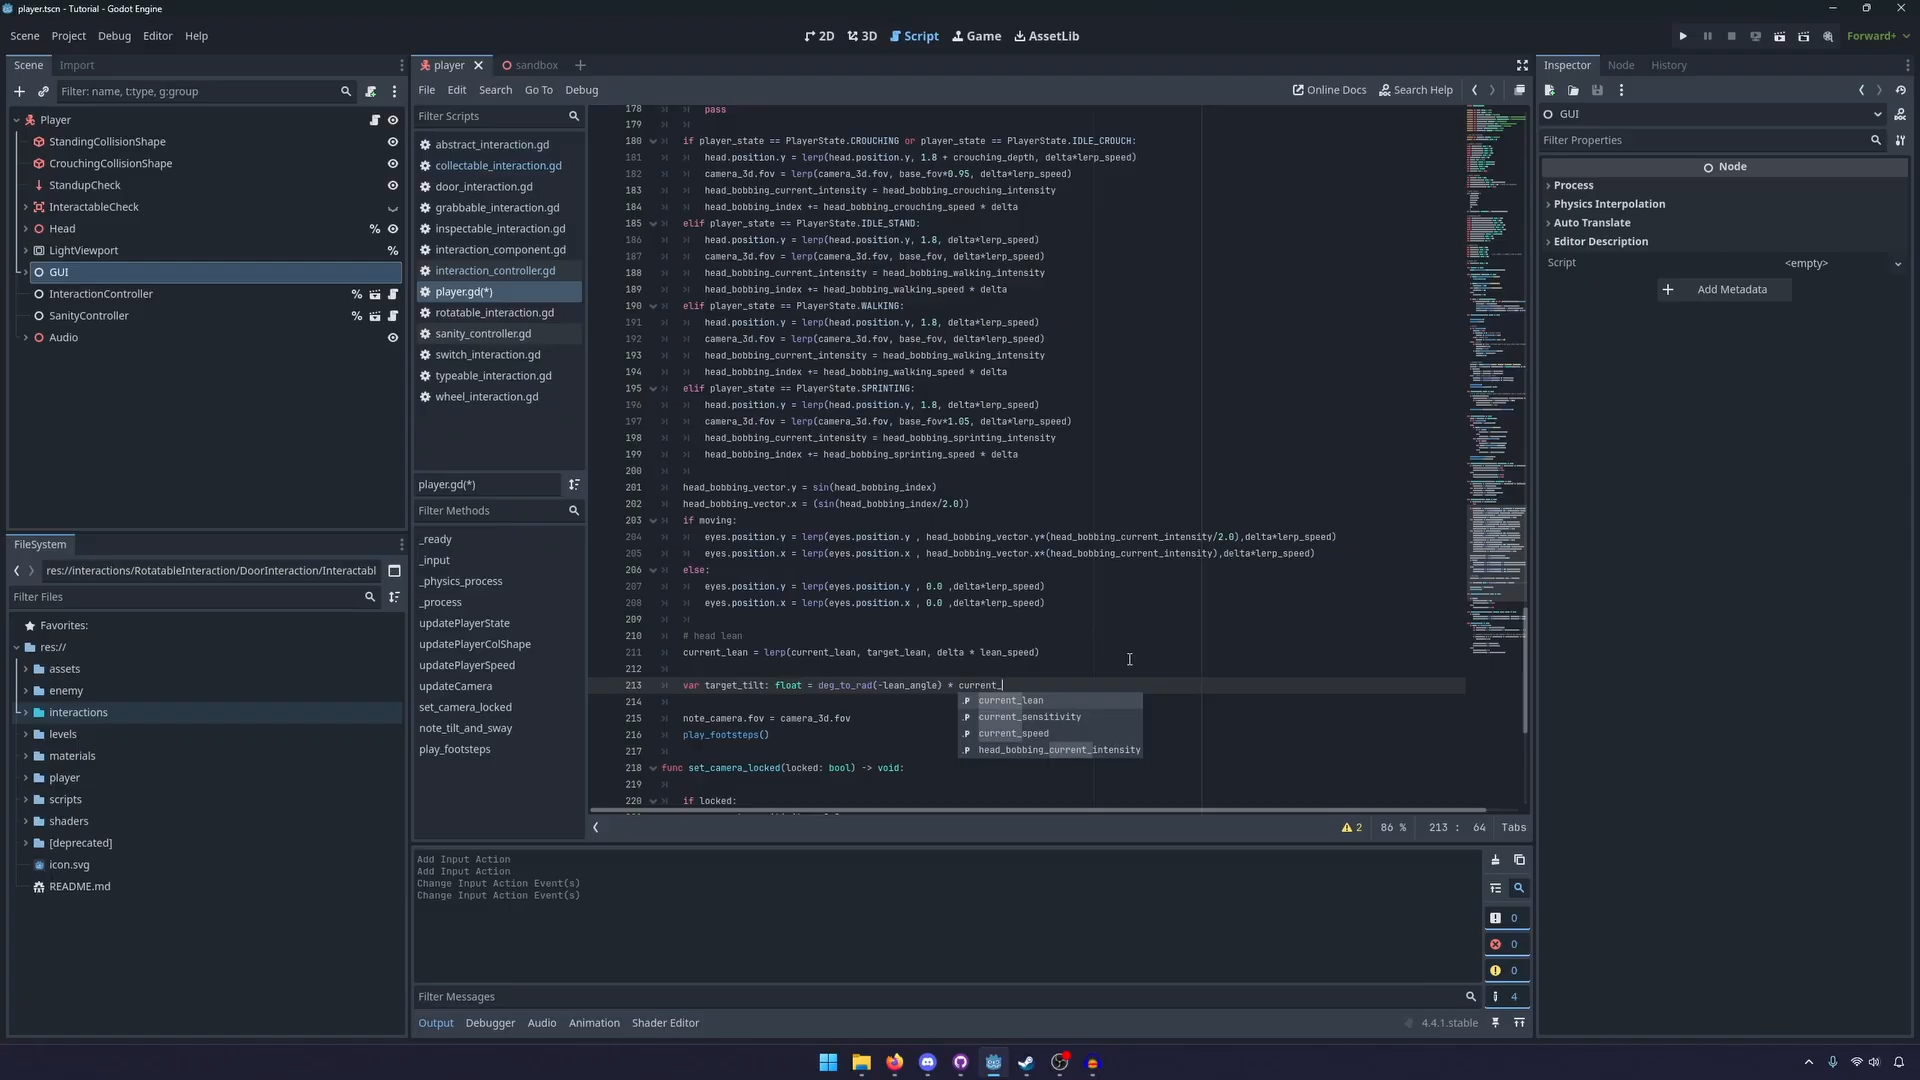 player.tscn - Tutorial - Godot Engine
Scene Project Debug Editor Help
2D 3D Script Game AssetLib
Forward+
Scene Import
Filter: name, t:type, g:group
Player
StandingCollisionShape
CrouchingCollisionShape
StandupCheck
InteractableCheck
Head
LightViewport
GUI
InteractionController
SanityController
Audio
FileSystem
res://interactions/RotatableInteraction/DoorInteraction/Interactabl
Filter Files
Favorites:
res://
assets
enemy
interactions
levels
materials
player
scripts
shaders
[deprecated]
icon.svg
README.md
player sandbox
File Edit Search Go To Debug
Online Docs Search Help
Filter Scripts
abstract_interaction.gd
collectable_interaction.gd
door_interaction.gd
grabbable_interaction.gd
inspectable_interaction.gd
interaction_component.gd
interaction_controller.gd
player.gd(*)
rotatable_interaction.gd
sanity_controller.gd
switch_interaction.gd
typeable_interaction.gd
wheel_interaction.gd
player.gd(*)
Filter Methods
_ready
_input
_physics_process
_process
updatePlayerState
updatePlayerColShape
updatePlayerSpeed
updateCamera
set_camera_locked
note_tilt_and_sway
play_footsteps
178 pass
179
180 if player_state == PlayerState.CROUCHING or player_state == PlayerState.IDLE_CROUCH:
181 head.position.y = lerp(head.position.y, 1.8 + crouching_depth, delta*lerp_speed)
182 camera_3d.fov = lerp(camera_3d.fov, base_fov*0.95, delta*lerp_speed)
183 head_bobbing_current_intensity = head_bobbing_crouching_intensity
184 head_bobbing_index += head_bobbing_crouching_speed * delta
185 elif player_state == PlayerState.IDLE_STAND:
186 head.position.y = lerp(head.position.y, 1.8, delta*lerp_speed)
187 camera_3d.fov = lerp(camera_3d.fov, base_fov, delta*lerp_speed)
188 head_bobbing_current_intensity = head_bobbing_walking_intensity
189 head_bobbing_index += head_bobbing_walking_speed * delta
190 elif player_state == PlayerState.WALKING:
191 head.position.y = lerp(head.position.y, 1.8, delta*lerp_speed)
192 camera_3d.fov = lerp(camera_3d.fov, base_fov, delta*lerp_speed)
193 head_bobbing_current_intensity = head_bobbing_walking_intensity
194 head_bobbing_index += head_bobbing_walking_speed * delta
195 elif player_state == PlayerState.SPRINTING:
196 head.position.y = lerp(head.position.y, 1.8, delta*lerp_speed)
197 camera_3d.fov = lerp(camera_3d.fov, base_fov*1.05, delta*lerp_speed)
198 head_bobbing_current_intensity = head_bobbing_sprinting_intensity
199 head_bobbing_index += head_bobbing_sprinting_speed * delta
200
201 head_bobbing_vector.y = sin(head_bobbing_index)
202 head_bobbing_vector.x = (sin(head_bobbing_index/2.0))
203 if moving:
204 eyes.position.y = lerp(eyes.position.y , head_bobbing_vector.y*(head_bobbing_current_intensity/2.0),delta*lerp_speed)
205 eyes.position.x = lerp(eyes.position.x , head_bobbing_vector.x*(head_bobbing_current_intensity),delta*lerp_speed)
206 else:
207 eyes.position.y = lerp(eyes.position.y , 0.0 ,delta*lerp_speed)
208 eyes.position.x = lerp(eyes.position.x , 0.0 ,delta*lerp_speed)
209
210 # head lean
211 current_lean = lerp(current_lean, target_lean, delta * lean_speed)
212
213 var target_tilt: float = deg_to_rad(-lean_angle) * current_
current_lean
current_sensitivity
current_speed
head_bobbing_current_intensity
214
215 note_camera.fov = camera_3d.fov
216 play_footsteps()
217
218 func set_camera_locked(locked: bool) -> void:
219
220 if locked:
2 86 % 213 : 64 Tabs
Add Input Action
Add Input Action
Change Input Action Event(s)
Change Input Action Event(s)
0
0
0
4
Filter Messages
Output Debugger Audio Animation Shader Editor
4.4.1.stable
Inspector Node History
GUI
Filter Properties
Node
Process
Physics Interpolation
Auto Translate
Editor Description
Script <empty>
Add Metadata